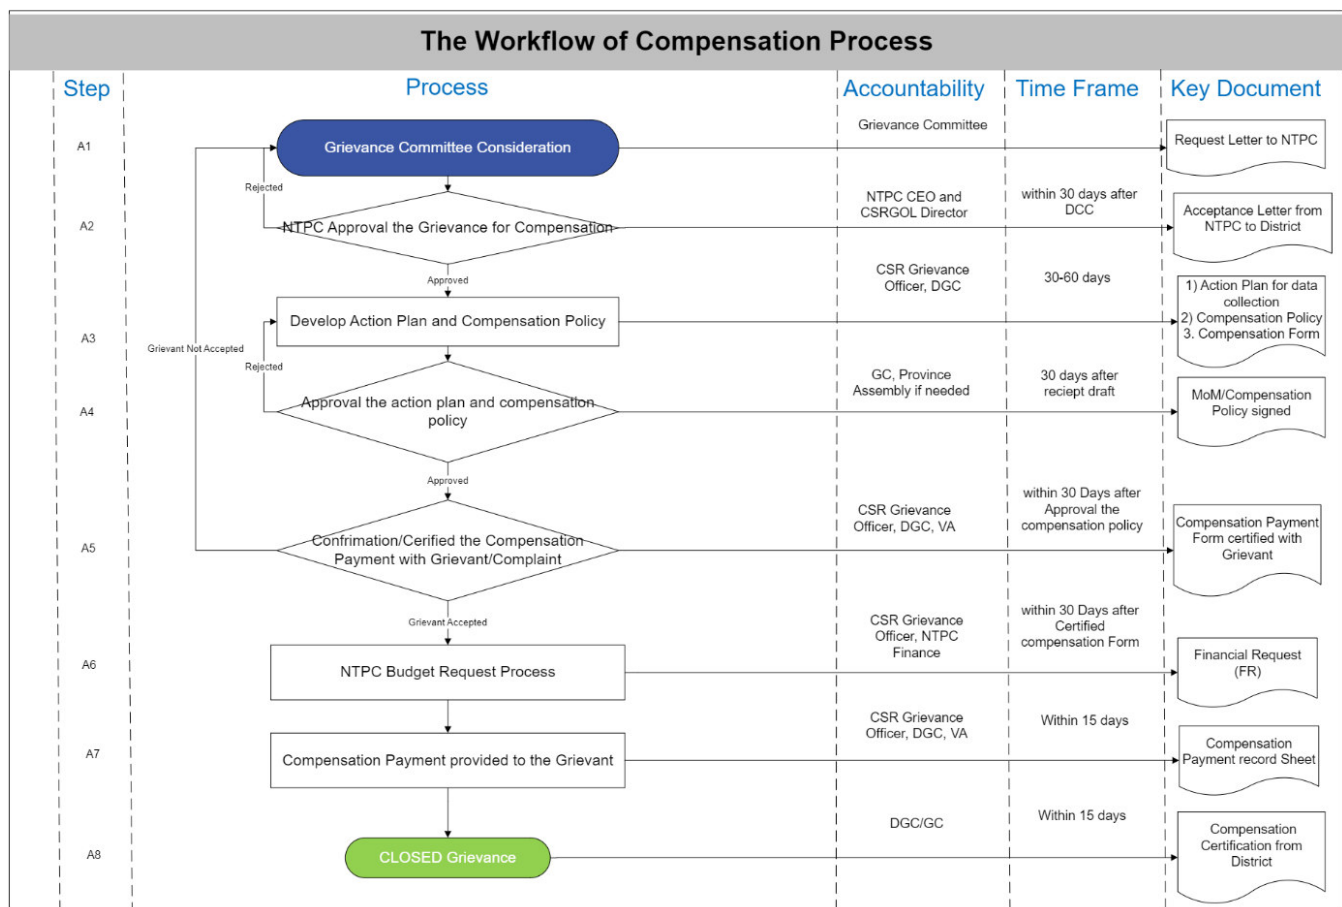 The Workflow of Compensation Process
Step
Process
Accountability
Time Frame
Key Document
A1
Grievance Committee Consideration
Grievance Committee
Request Letter to NTPC
Rejected
A2
NTPC Approval the Grievance for Compensation
NTPC CEO and
CSRGOL Director
within 30 days after
DCC
Acceptance Letter from
NTPC to District
Approved
A3
Develop Action Plan and Compensation Policy
CSR Grievance
Officer, DGC
30-60 days
1) Action Plan for data
collection
2) Compensation Policy
3. Compensation Form
Grievant Not Accepted
Rejected
A4
Approval the action plan and compensation
policy
GC, Province
Assembly if needed
30 days after
reciept draft
MoM/Compensation
Policy signed
Approved
A5
Confrimation/Cerified the Compensation
Payment with Grievant/Complaint
CSR Grievance
Officer, DGC, VA
within 30 Days after
Approval the
compensation policy
Compensation Payment
Form certified with
Grievant
Grievant Accepted
A6
NTPC Budget Request Process
CSR Grievance
Officer, NTPC
Finance
within 30 Days after
Certified
compensation Form
Financial Request
(FR)
A7
Compensation Payment provided to the Grievant
CSR Grievance
Officer, DGC, VA
Within 15 days
Compensation
Payment record Sheet
A8
CLOSED Grievance
DGC/GC
Within 15 days
Compensation
Certification from
District